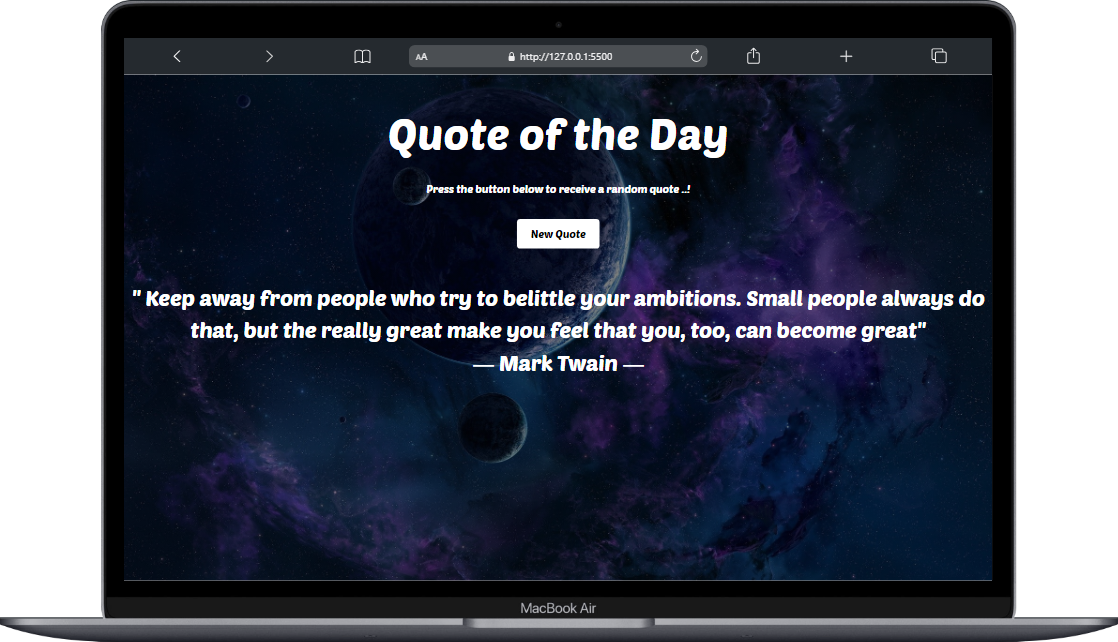 AA http://127.0.0.1:5500
Quote of the Day
Press the button below to receive a random quote ..!
New Quote
" Keep away from people who try to belittle your ambitions. Small people always do
that, but the really great make you feel that you, too, can become great"
— Mark Twain —
MacBook Air